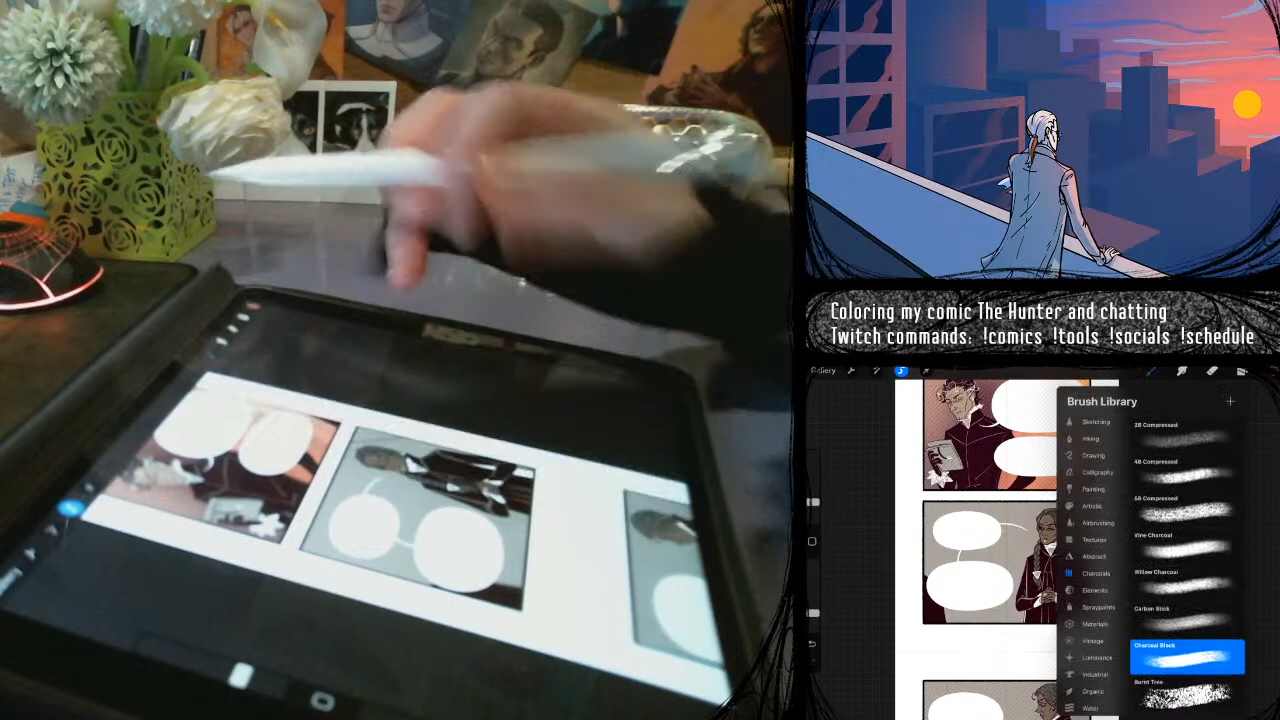 Coloring my comic The Hunter and chatting
Twitch commands: !comics !tools !socials !schedule
Gallery
Brush Library
Sketching
Inking
Drawing
Calligraphy
Painting
Artistic
Airbrushing
Textures
Abstract
Charcoals
Elements
Spraypaints
Materials
Vintage
Luminance
Industrial
Organic
Water
2B Compressed
4B Compressed
6B Compressed
Vine Charcoal
Willow Charcoal
Carbon Stick
Charcoal Block
Burnt Tree